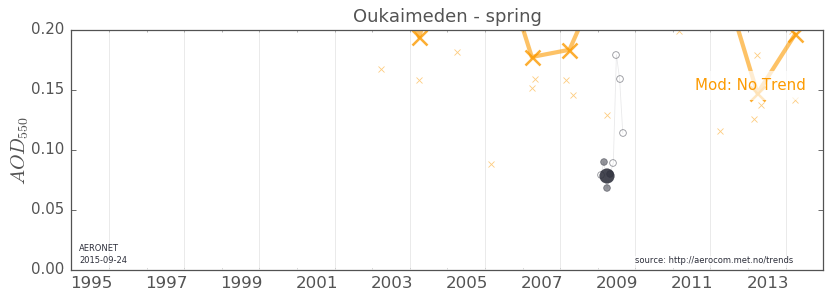 Oukaimeden - spring
0.20
0.15
0.10
0.05
0.00
AOD550
Mod: No Trend
AERONET
2015-09-24
source: http://aerocom.met.no/trends
1995 1997 1999 2001 2003 2005 2007 2009 2011 2013